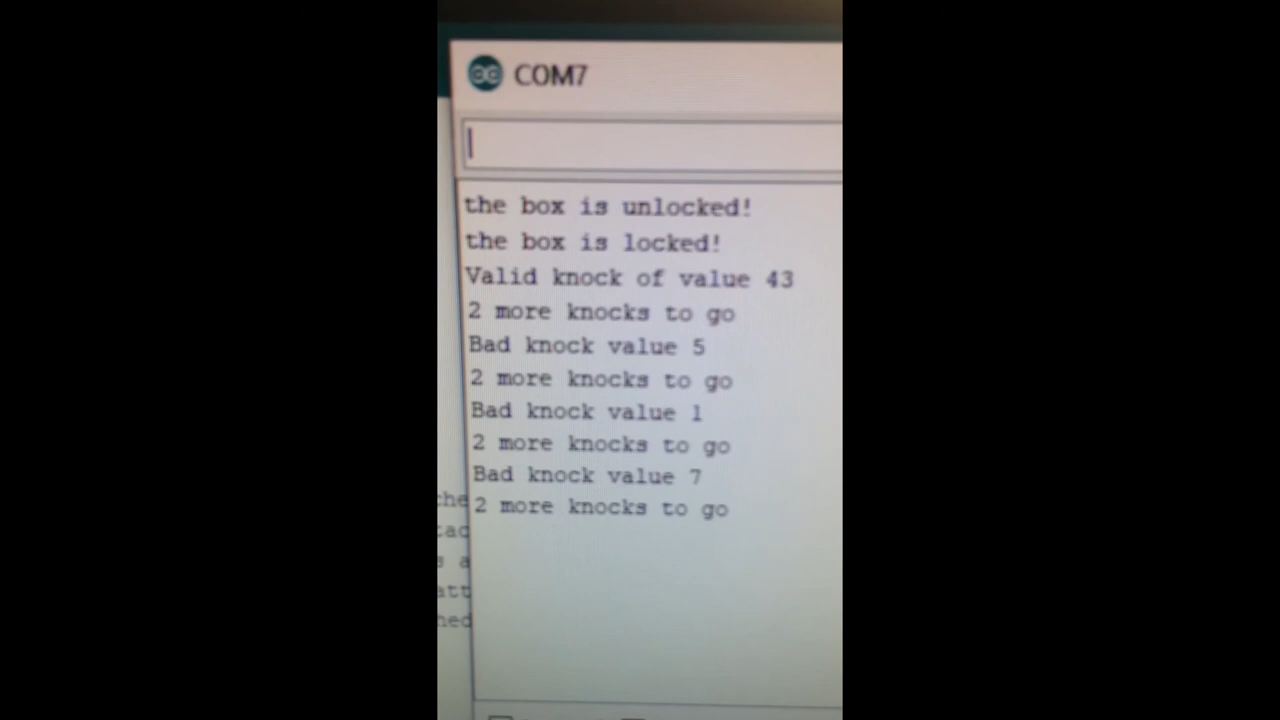 COM7
the box is unlocked!
the box is locked!
Valid knock of value 43
2 more knocks to go
Bad knock value 5
2 more knocks to go
Bad knock value 1
2 more knocks to go
Bad knock value 7
2 more knocks to go